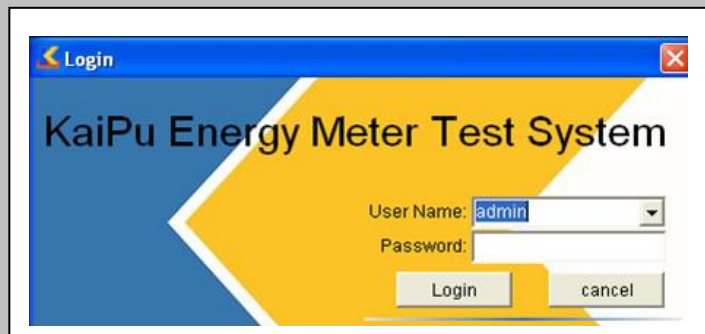 Login
KaiPu Energy Meter Test System
User Name: admin
Password:
Login cancel